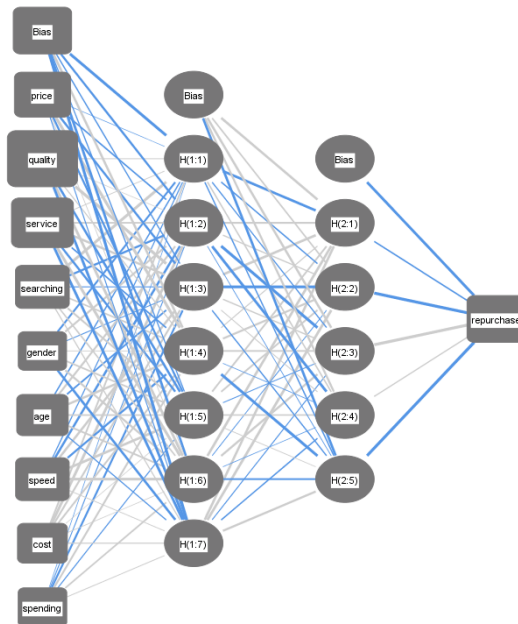 Bias
price
quality
service
searching
gender
age
speed
cost
spending
Bias
H(1:1)
H(1:2)
H(1:3)
H(1:4)
H(1:5)
H(1:6)
H(1:7)
Bias
H(2:1)
H(2:2)
H(2:3)
H(2:4)
H(2:5)
repurchase